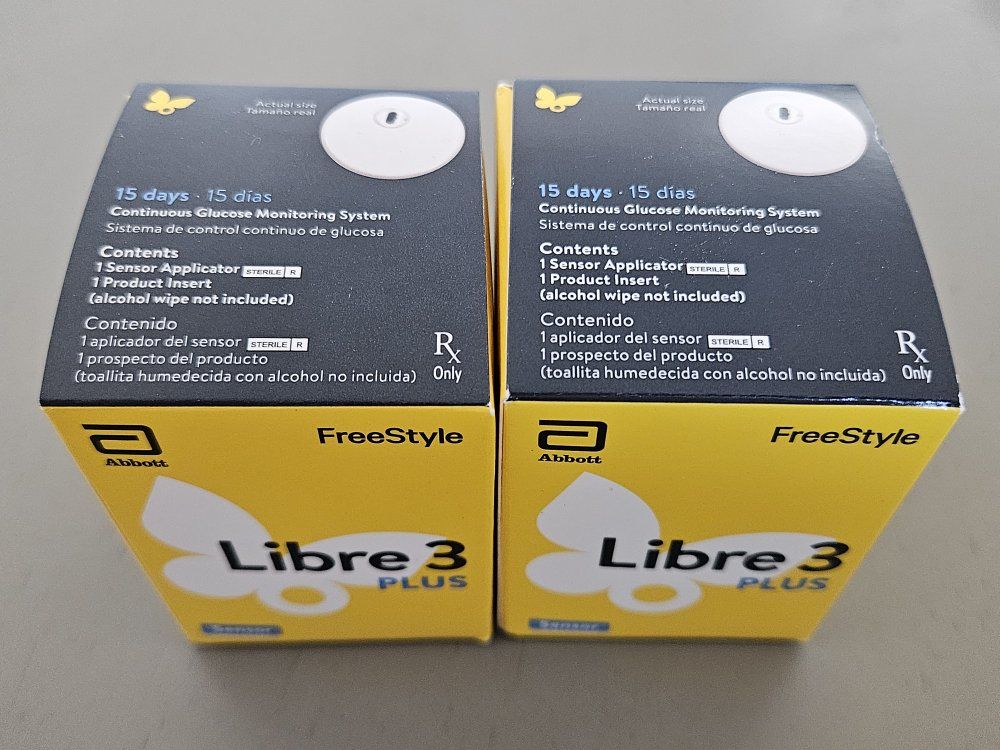 Actual size
Tamaño real
15 days · 15 días
Continuous Glucose Monitoring System
Sistema de control continuo de glucosa
Contents
1 Sensor Applicator STERILE R
1 Product Insert
(alcohol wipe not included)
Contenido
1 aplicador del sensor STERILE R
1 prospecto del producto
(toallita humedecida con alcohol no incluida)
Rx
Only
Abbott
FreeStyle
Libre 3
PLUS
Sensor
Actual size
Tamaño real
15 days · 15 días
Continuous Glucose Monitoring System
Sistema de control continuo de glucosa
Contents
1 Sensor Applicator STERILE R
1 Product Insert
(alcohol wipe not included)
Contenido
1 aplicador del sensor STERILE R
1 prospecto del producto
(toallita humedecida con alcohol no incluida)
Rx
Only
Abbott
FreeStyle
Libre 3
PLUS
Sensor